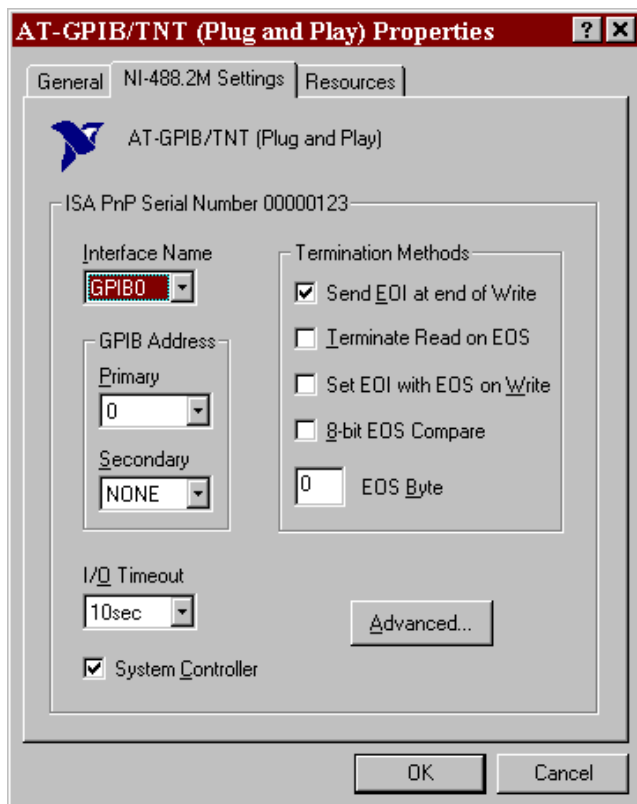 AT-GPIB/TNT (Plug and Play) Properties
General NI-488.2M Settings Resources
AT-GPIB/TNT (Plug and Play)
ISA PnP Serial Number 00000123
Interface Name
GPIB0
GPIB Address
Primary
0
Secondary
NONE
Termination Methods
Send EOI at end of Write
Terminate Read on EOS
Set EOI with EOS on Write
8-bit EOS Compare
0 EOS Byte
I/O Timeout
10sec
Advanced...
System Controller
OK Cancel